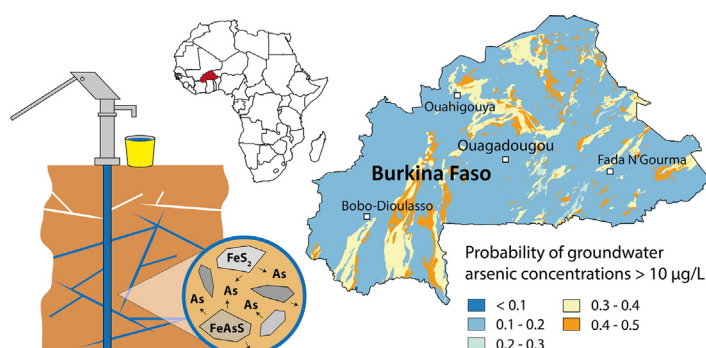 Ouahigouya
Ouagadougou
Burkina Faso
Fada N'Gourma
Bobo-Dioulasso
FeS2
As
As
As
As
FeAsS
Probability of groundwater
arsenic concentrations > 10 µg/L
< 0.1
0.1 - 0.2
0.2 - 0.3
0.3 - 0.4
0.4 - 0.5